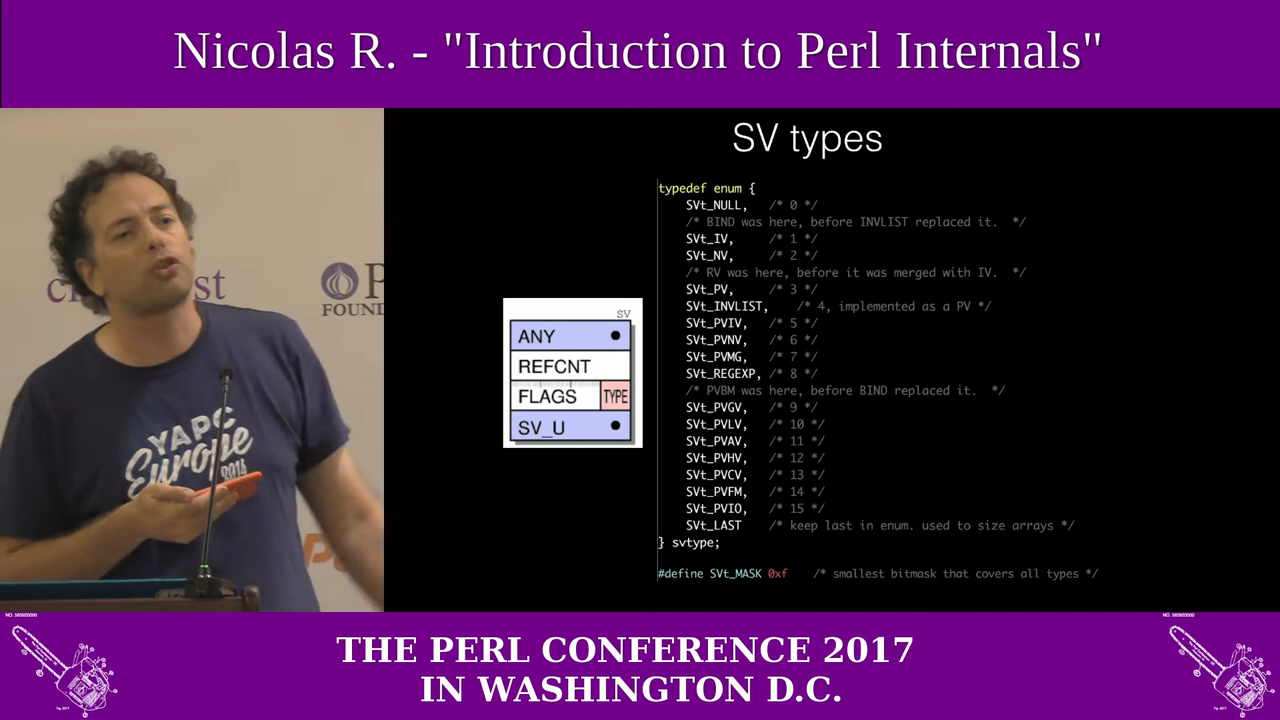 Nicolas R. - "Introduction to Perl Internals"
SV types
typedef enum {
SVt_NULL, /* 0 */
/* BIND was here, before INVLIST replaced it. */
SVt_IV, /* 1 */
SVt_NV, /* 2 */
/* RV was here, before it was merged with IV. */
SVt_PV, /* 3 */
SVt_INVLIST, /* 4, implemented as a PV */
SVt_PVIV, /* 5 */
SVt_PVNV, /* 6 */
SVt_PVMG, /* 7 */
SVt_REGEXP, /* 8 */
/* PVBM was here, before BIND replaced it. */
SVt_PVGV, /* 9 */
SVt_PVLV, /* 10 */
SVt_PVAV, /* 11 */
SVt_PVHV, /* 12 */
SVt_PVCV, /* 13 */
SVt_PVFM, /* 14 */
SVt_PVIO, /* 15 */
SVt_LAST /* keep last in enum. used to size arrays */
} svtype;
#define SVt_MASK 0xf /* smallest bitmask that covers all types */
SV
ANY
REFCNT
FLAGS TYPE
SV_U
st
P
FOUN
YAPC
Europe
2014
THE PERL CONFERENCE 2017
IN WASHINGTON D.C.